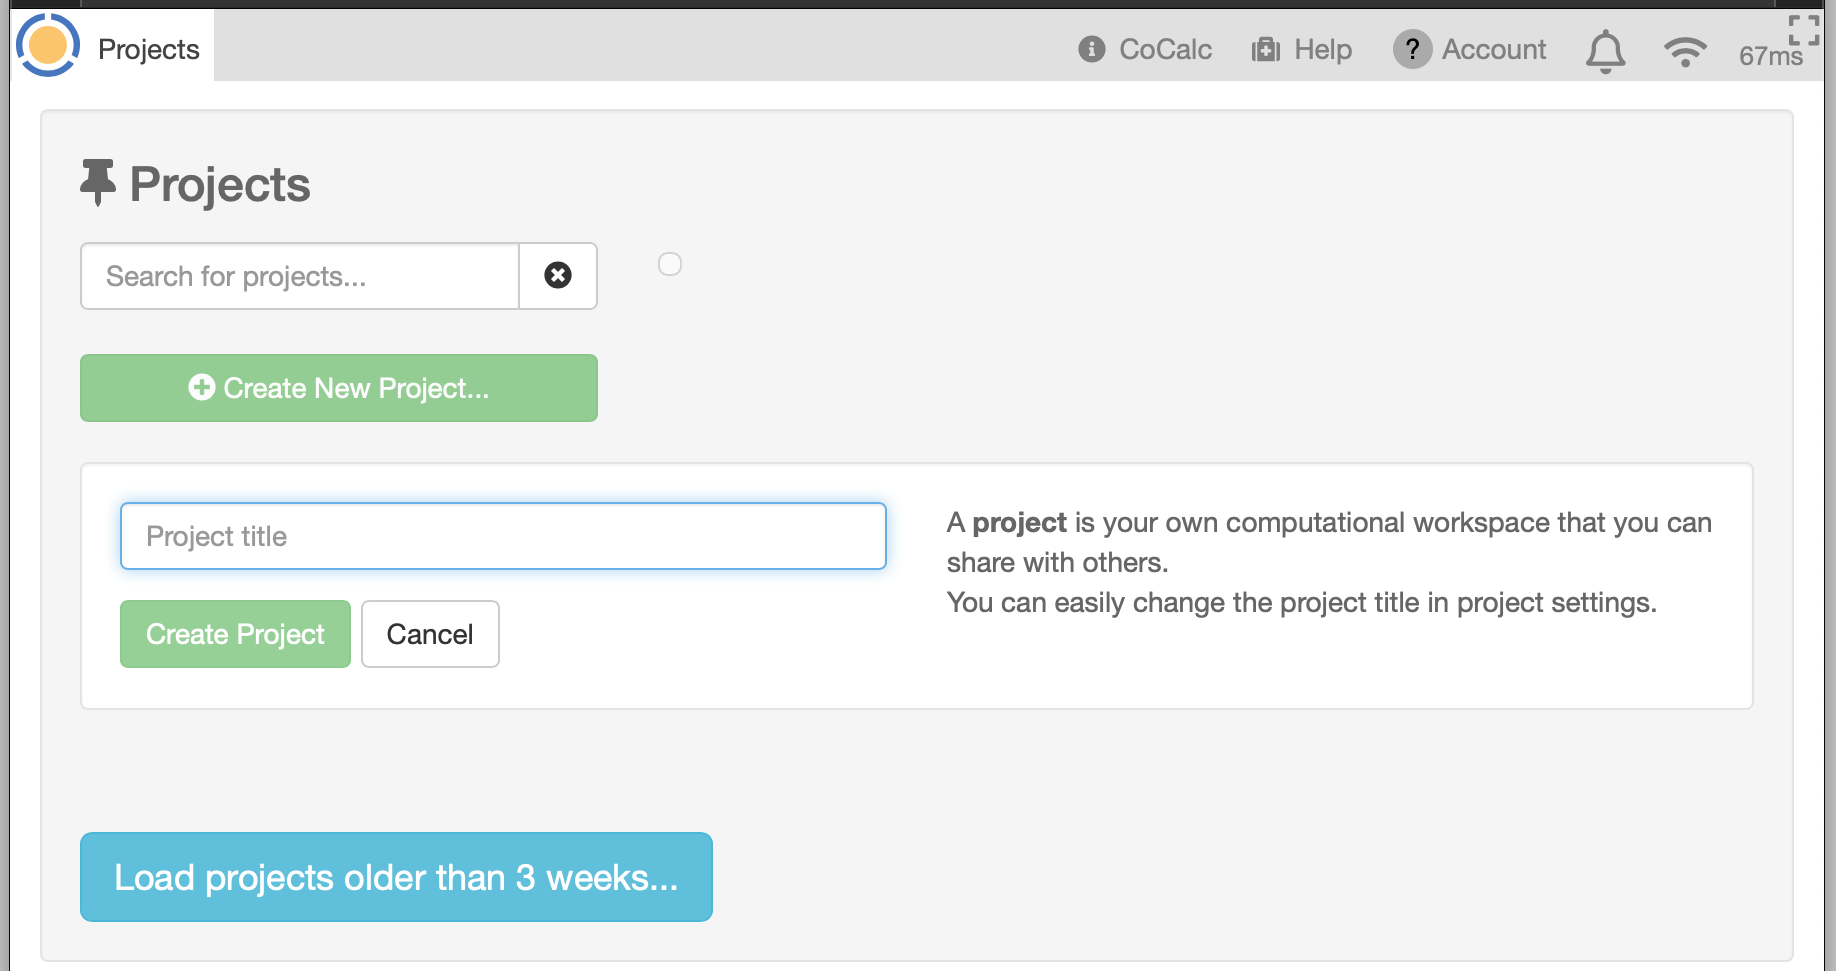 Projects
CoCalc
Help
? Account
67ms
Projects
Search for projects...
Create New Project...
Project title
A project is your own computational workspace that you can
share with others.
You can easily change the project title in project settings.
Create Project
Cancel
Load projects older than 3 weeks...